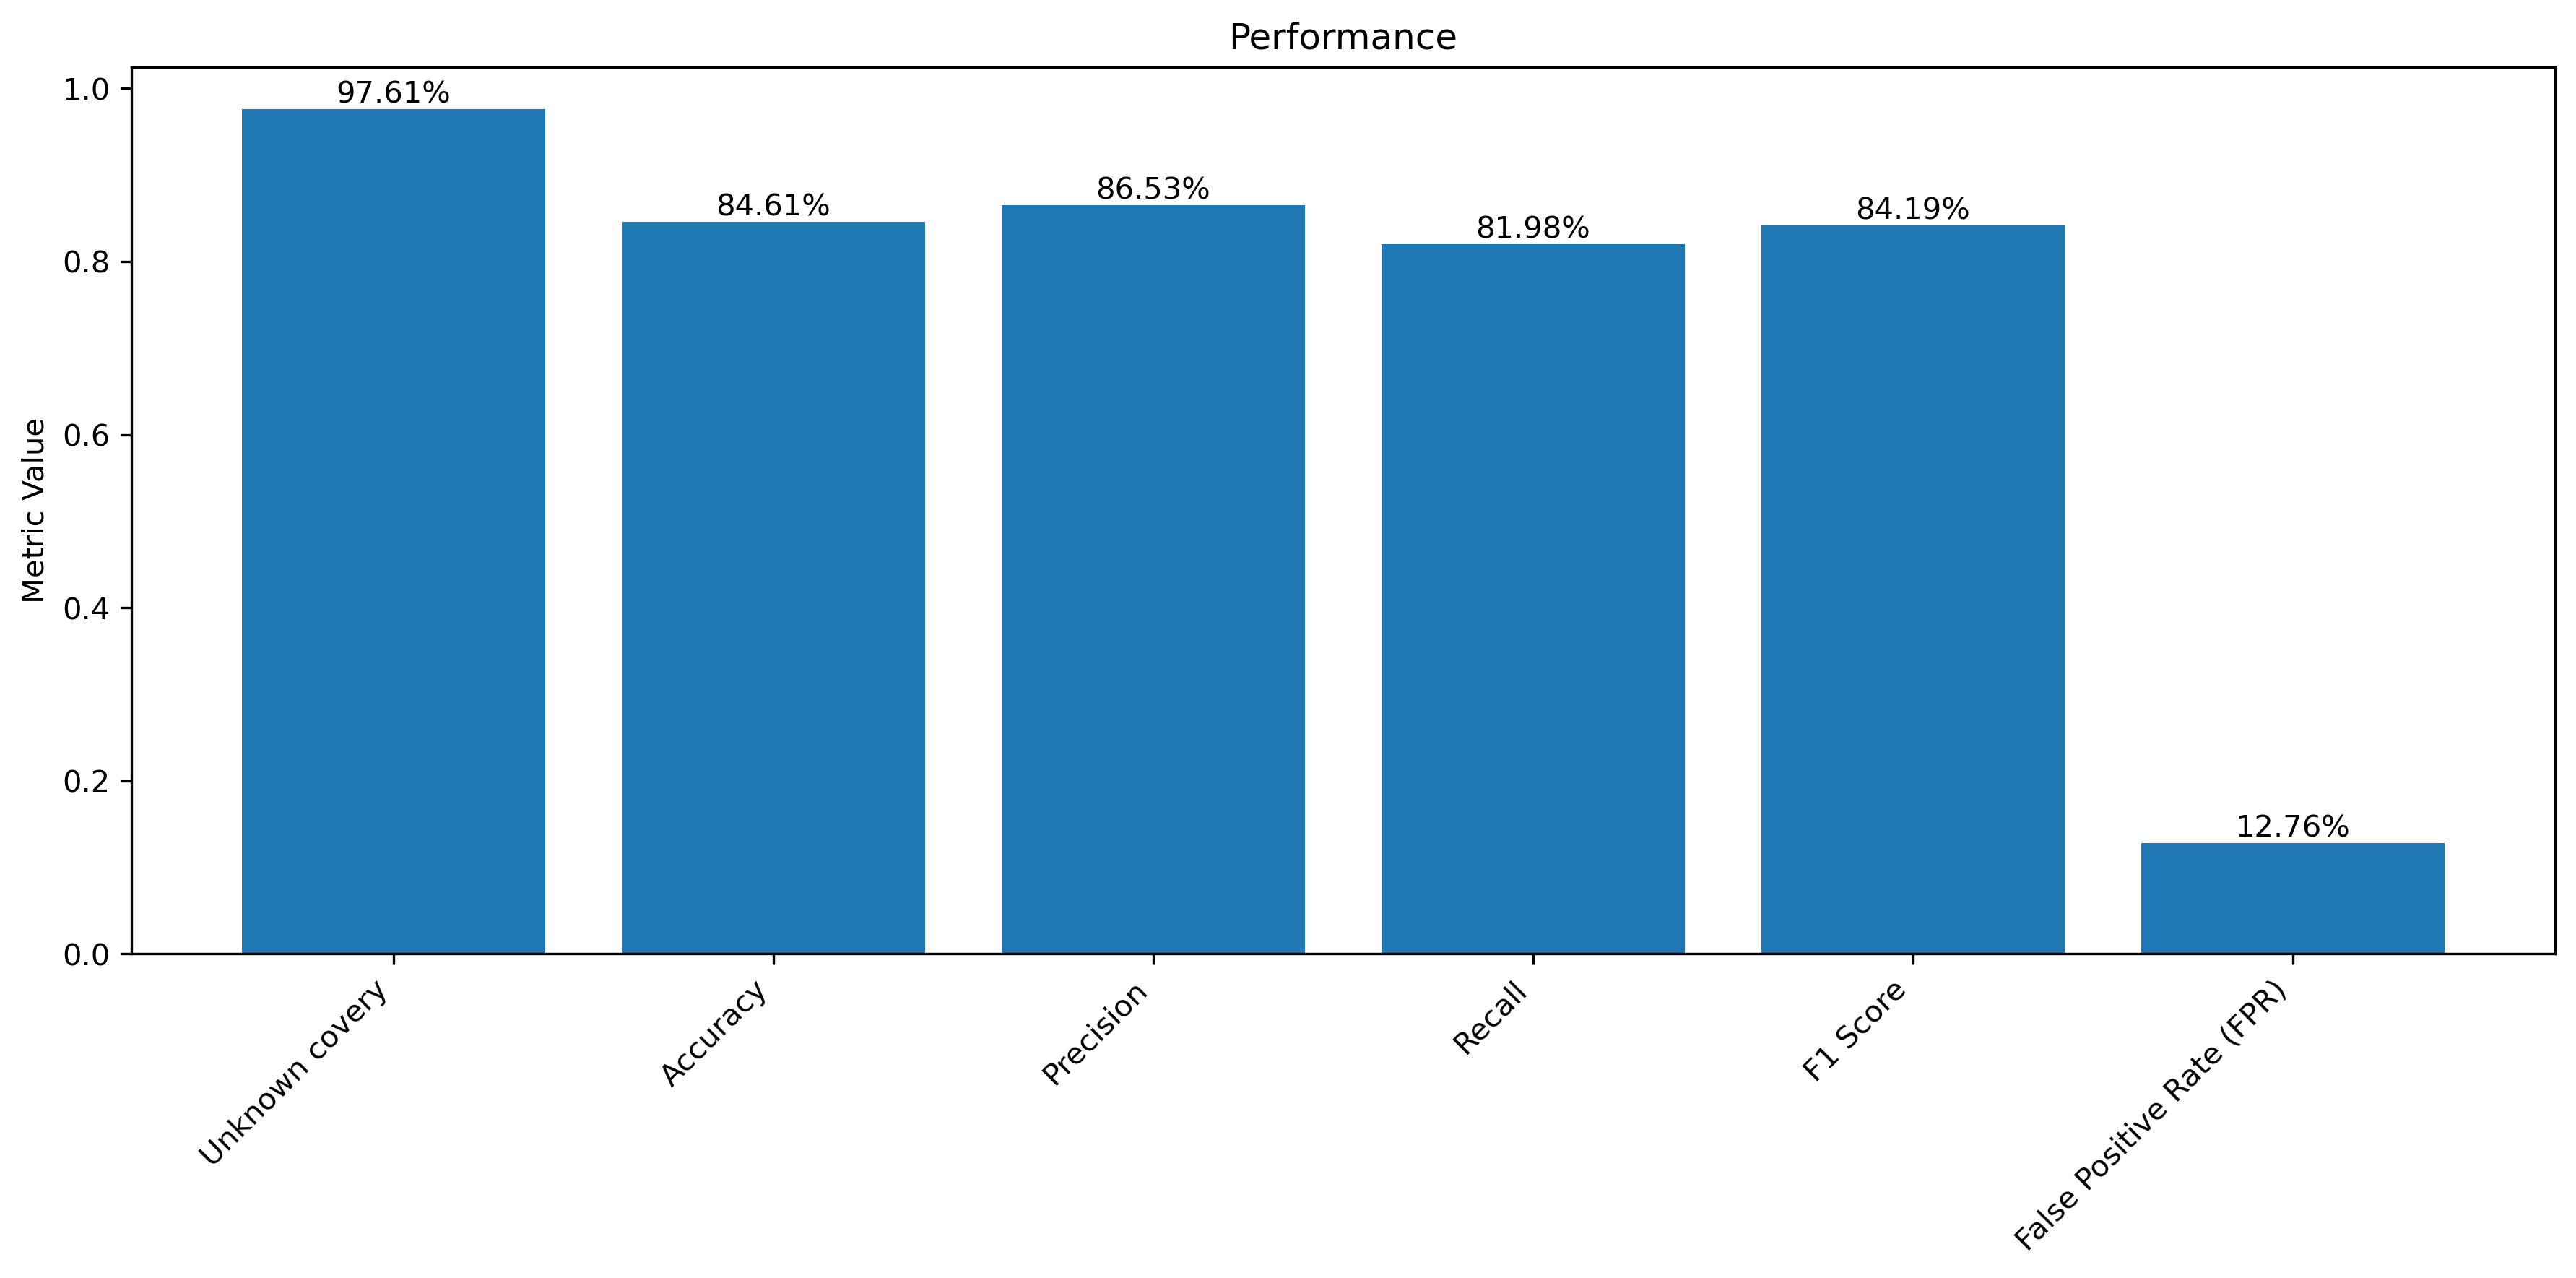 Performance
Metric Value
1.0
0.8
0.6
0.4
0.2
0.0
97.61%
84.61%
86.53%
81.98%
84.19%
12.76%
Unknown covery
Accuracy
Precision
Recall
F1 Score
False Positive Rate (FPR)